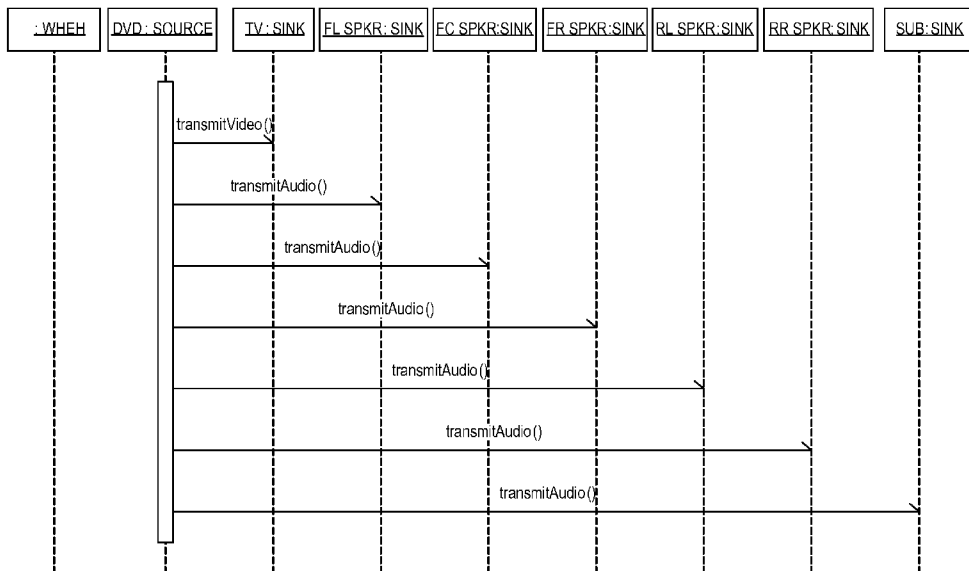 : WHEH
DVD : SOURCE
TV : SINK
FL SPKR : SINK
FC SPKR:SINK
FR SPKR:SINK
RL SPKR:SINK
RR SPKR:SINK
SUB:SINK
transmitVideo()
transmitAudio()
transmitAudio()
transmitAudio()
transmitAudio()
transmitAudio()
transmitAudio()